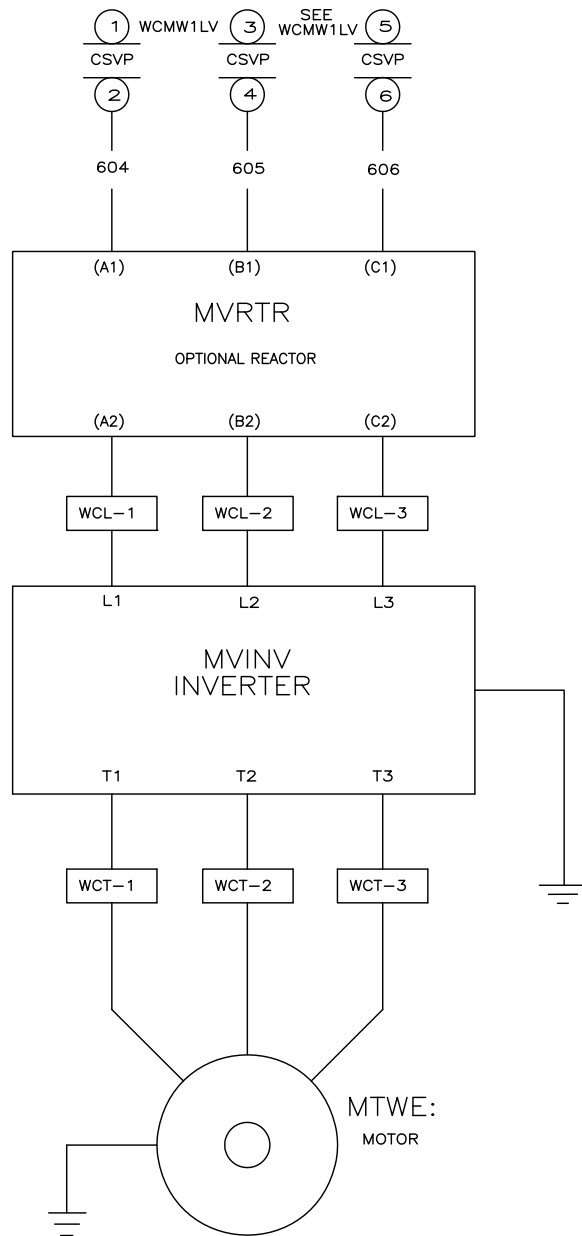 SEE
1 WCMW1LV 3 WCMW1LV 5
CSVP CSVP CSVP
2 4 6
604 605 606
(A1) (B1) (C1)
MVRTR
OPTIONAL REACTOR
(A2) (B2) (C2)
WCL-1 WCL-2 WCL-3
L1 L2 L3
MVINV
INVERTER
T1 T2 T3
WCT-1 WCT-2 WCT-3
MTWE:
MOTOR